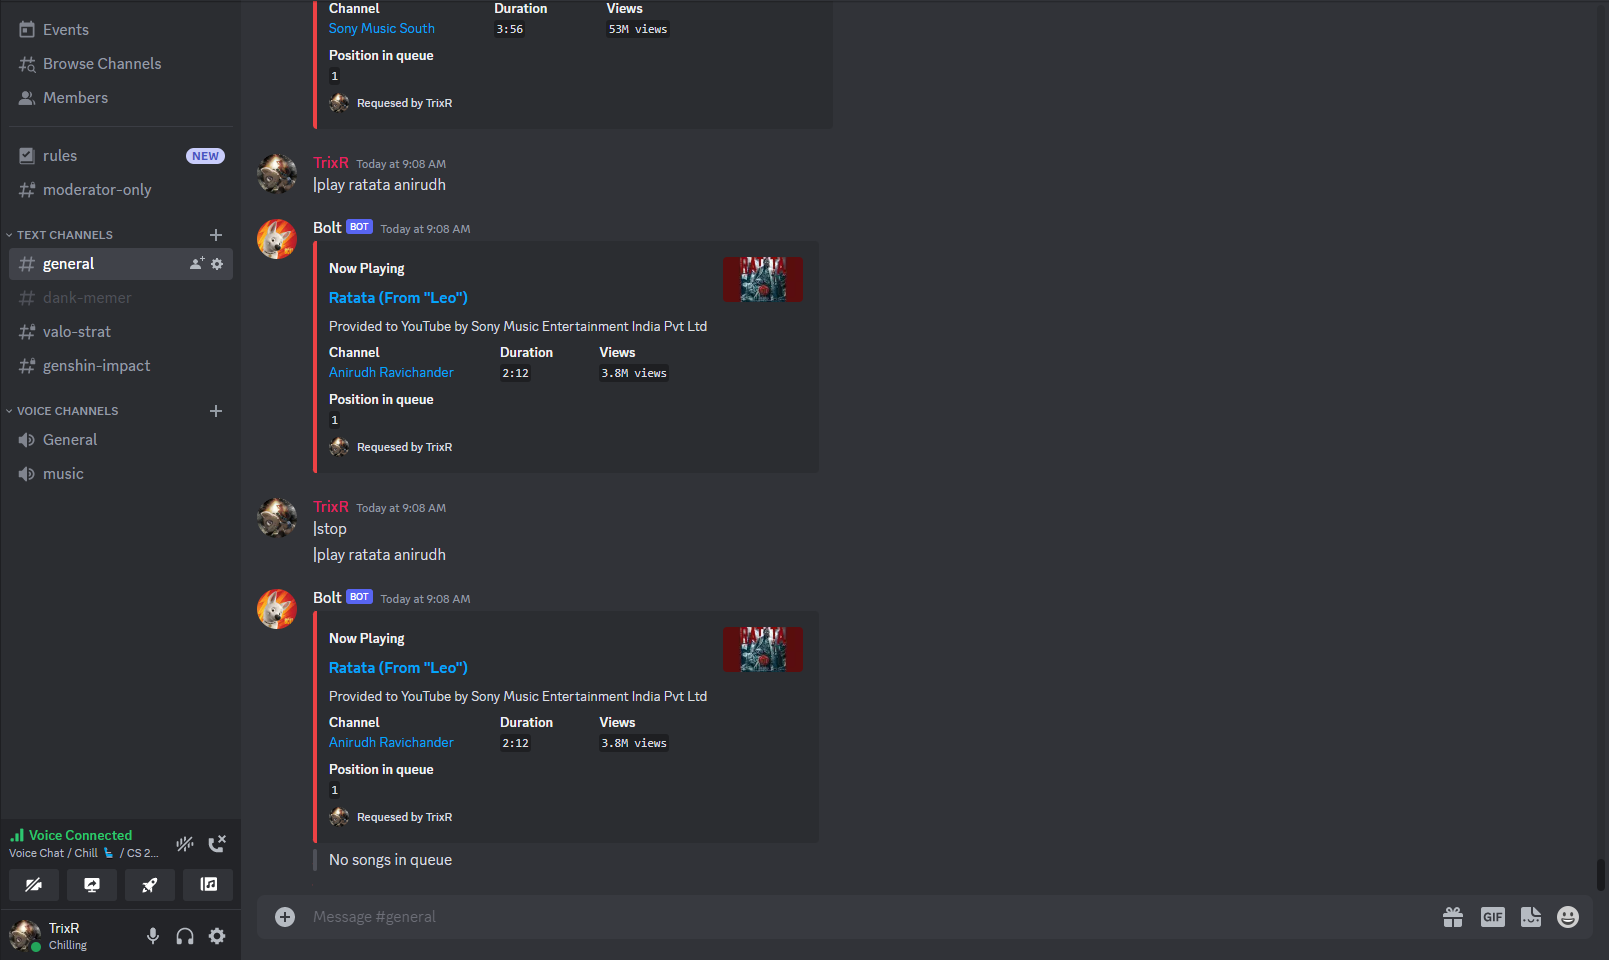 Events
Browse Channels
Members
rules NEW
moderator-only
TEXT CHANNELS
general
dank-memer
valo-strat
genshin-impact
VOICE CHANNELS
General
music
Voice Connected
Voice Chat / Chill / CS 2...
TrixR
Chilling
Channel Duration Views
Sony Music South 3:56 53M views
Position in queue
1
Requesed by TrixR
TrixR Today at 9:08 AM
|play ratata anirudh
Bolt BOT Today at 9:08 AM
Now Playing
Ratata (From "Leo")
Provided to YouTube by Sony Music Entertainment India Pvt Ltd
Channel Duration Views
Anirudh Ravichander 2:12 3.8M views
Position in queue
1
Requesed by TrixR
TrixR Today at 9:08 AM
|stop
|play ratata anirudh
Bolt BOT Today at 9:08 AM
Now Playing
Ratata (From "Leo")
Provided to YouTube by Sony Music Entertainment India Pvt Ltd
Channel Duration Views
Anirudh Ravichander 2:12 3.8M views
Position in queue
1
Requesed by TrixR
No songs in queue
Message #general
GIF